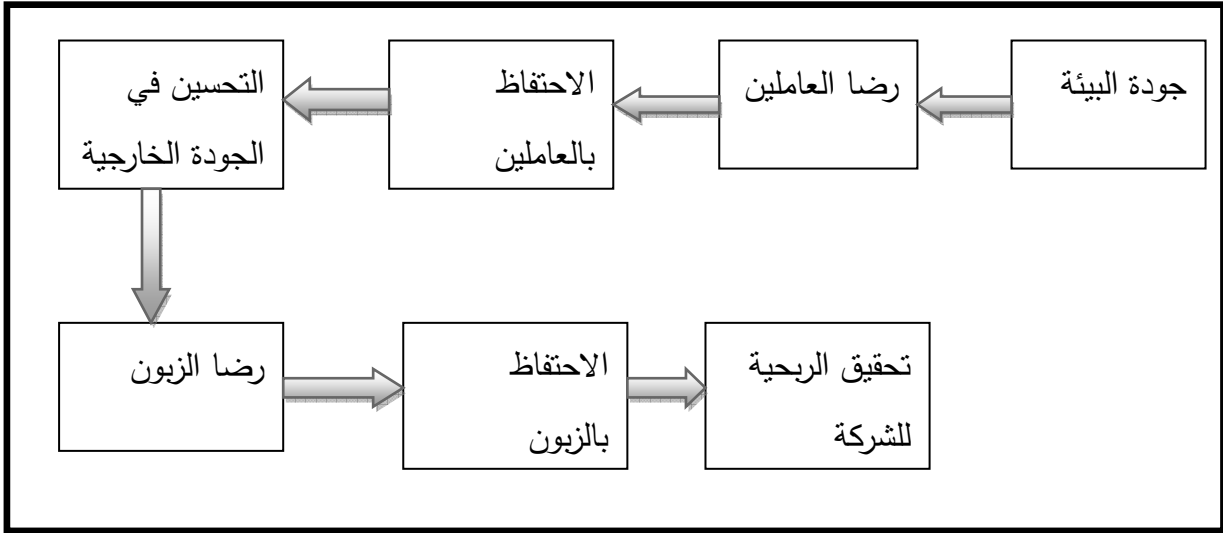 جودة البيئة
رضا العاملين
الاحتفاظ
بالعاملين
التحسين في
الجودة الخارجية
رضا الزبون
الاحتفاظ
بالزبون
تحقيق الربحية
للشركة